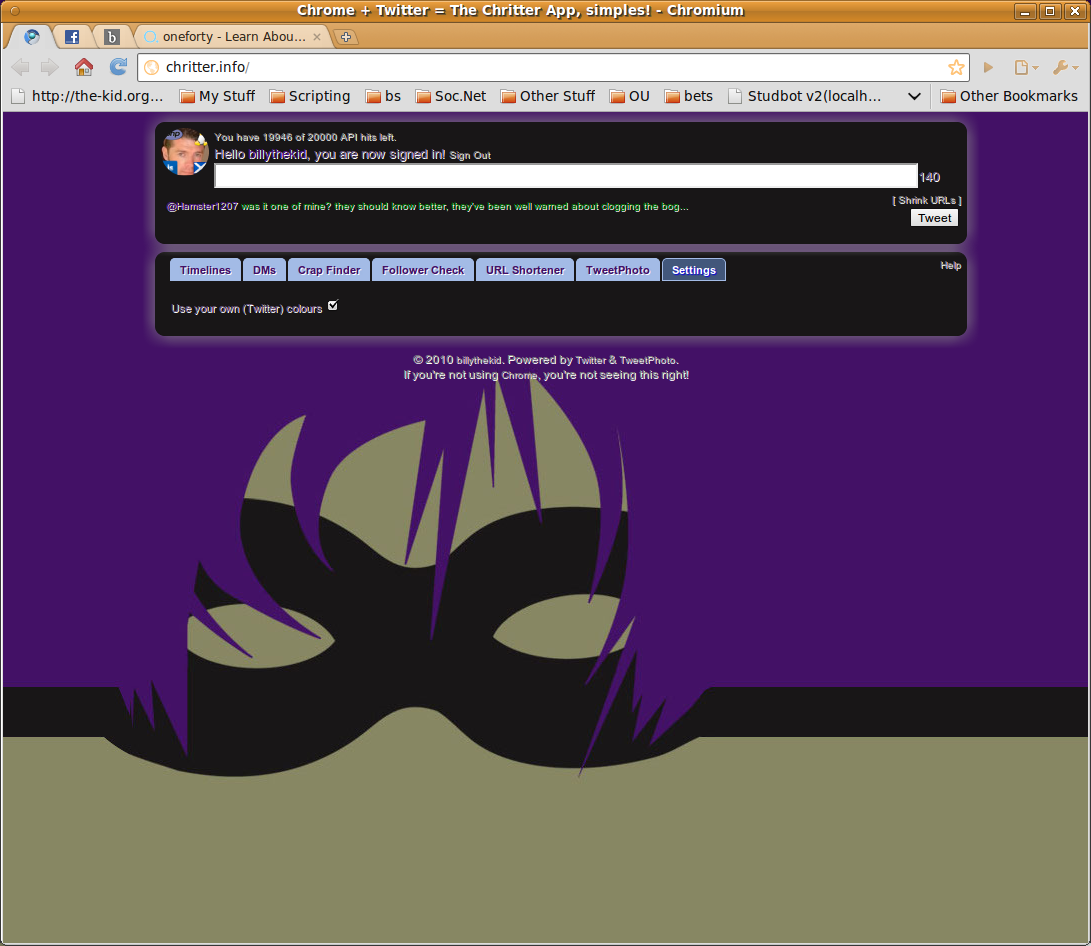 Chrome + Twitter = The Chritter App, simples! - Chromium
f b oneforty - Learn Abou...
chritter.info/
http://the-kid.org... My Stuff Scripting bs Soc.Net Other Stuff OU bets Studbot v2(localh... Other Bookmarks
You have 19946 of 20000 API hits left.
Hello billythekid, you are now signed in! Sign Out
140
[ Shrink URLs ]
@Hamster1207 was it one of mine? they should know better, they've been well warned about clogging the bog...
Tweet
Timelines DMs Crap Finder Follower Check URL Shortener TweetPhoto Settings Help
Use your own (Twitter) colours
© 2010 billythekid. Powered by Twitter & TweetPhoto.
If you're not using Chrome, you're not seeing this right!